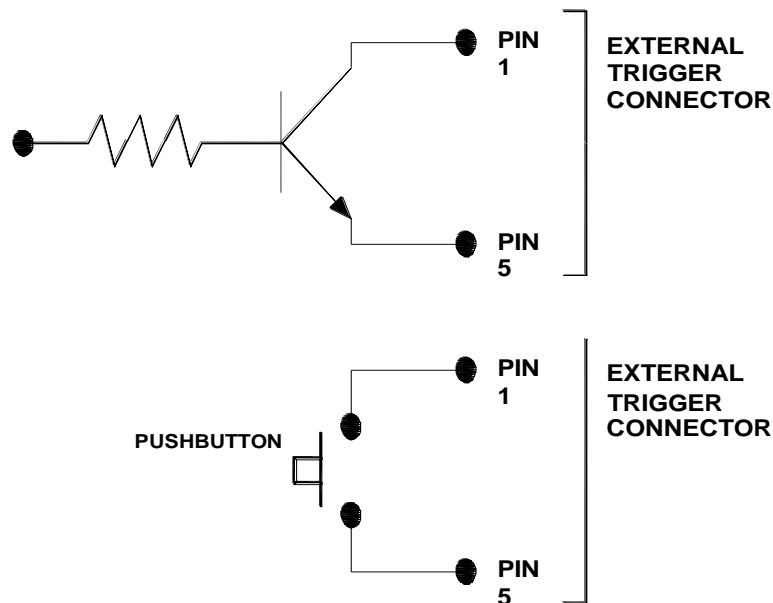 PIN
1
EXTERNAL
TRIGGER
CONNECTOR
PIN
5
PIN
1
EXTERNAL
TRIGGER
CONNECTOR
PUSHBUTTON
PIN
5